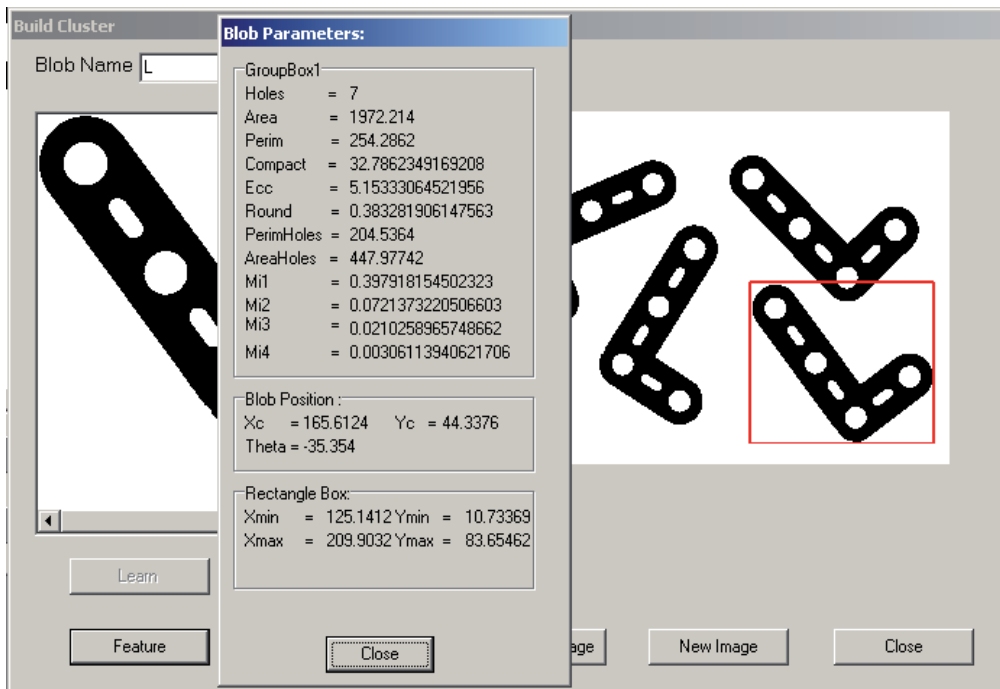 Build Cluster
Blob Name L
Blob Parameters:
GroupBox1
Holes = 7
Area = 1972.214
Perim = 254.2862
Compact = 32.7862349169208
Ecc = 5.15333064521956
Round = 0.383281906147563
PerimHoles = 204.5364
AreaHoles = 447.97742
Mi1 = 0.397918154502323
Mi2 = 0.0721373220506603
Mi3 = 0.0210258965748662
Mi4 = 0.00306113940621706
Blob Position :
Xc = 165.6124 Yc = 44.3376
Theta = -35.354
Rectangle Box:
Xmin = 125.1412 Ymin = 10.73369
Xmax = 209.9032 Ymax = 83.65462
Learn
Feature
Close
age
New Image
Close